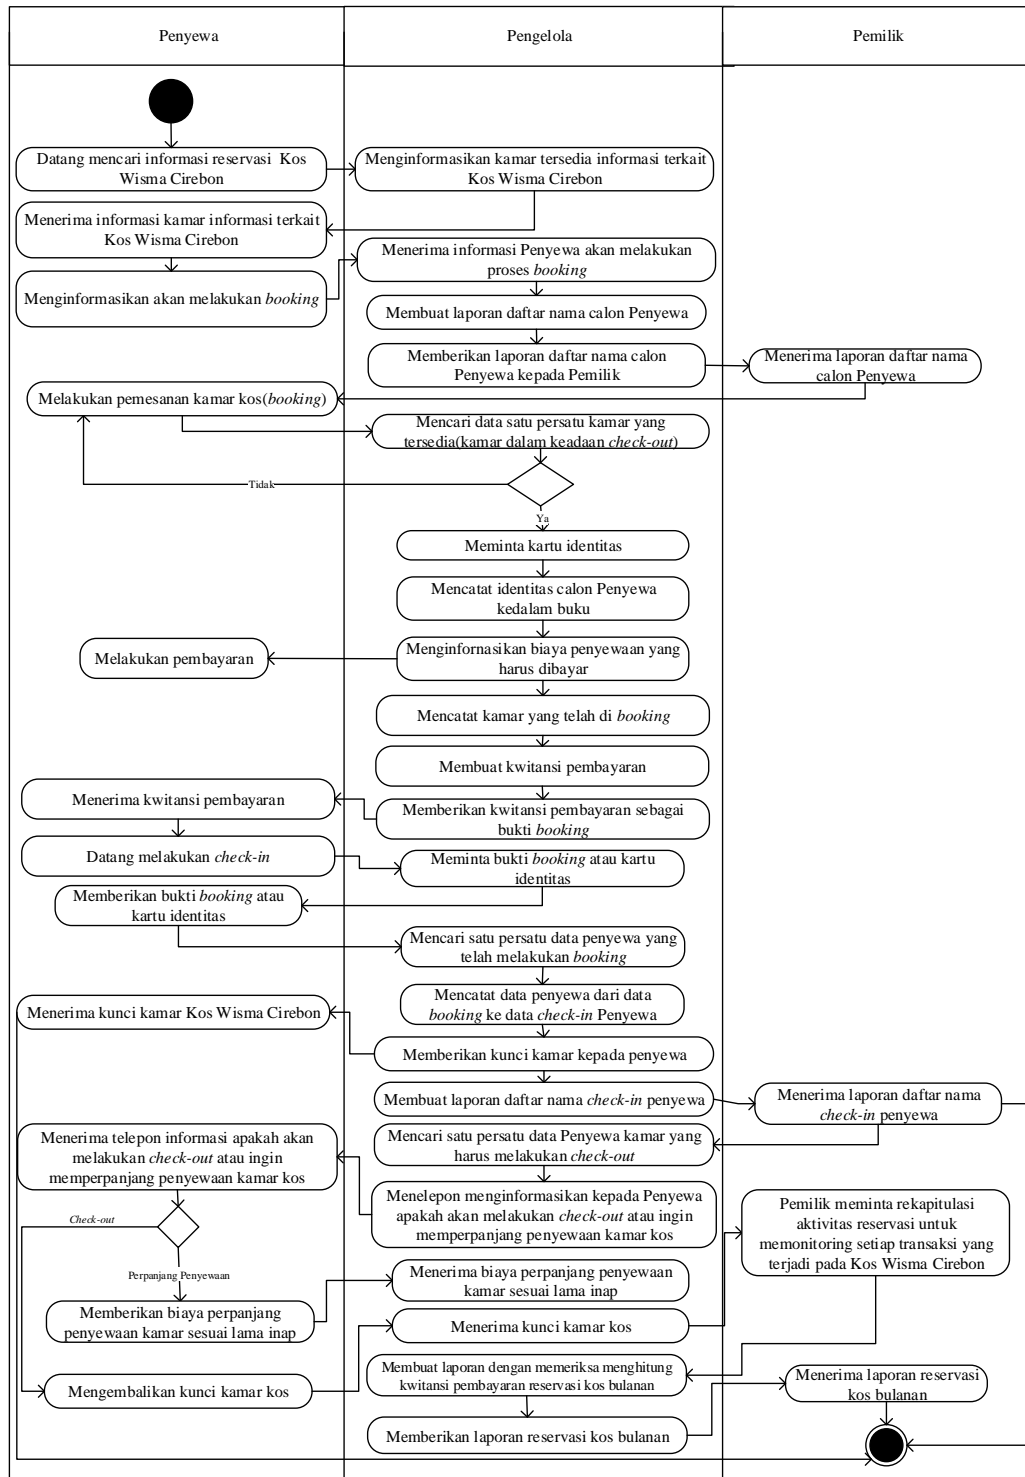 Penyewa
Pengelola
Pemilik
Datang mencari informasi reservasi Kos
Wisma Cirebon
Menginformasikan kamar tersedia informasi terkait
Kos Wisma Cirebon
Menerima informasi kamar informasi terkait
Kos Wisma Cirebon
Menerima informasi Penyewa akan melakukan
proses booking
Menginformasikan akan melakukan booking
Membuat laporan daftar nama calon Penyewa
Memberikan laporan daftar nama calon
Penyewa kepada Pemilik
Menerima laporan daftar nama
calon Penyewa
Melakukan pemesanan kamar kos(booking)
Mencari data satu persatu kamar yang
tersedia(kamar dalam keadaan check-out)
Tidak
Ya
Meminta kartu identitas
Mencatat identitas calon Penyewa
kedalam buku
Melakukan pembayaran
Menginfornasikan biaya penyewaan yang
harus dibayar
Mencatat kamar yang telah di booking
Membuat kwitansi pembayaran
Menerima kwitansi pembayaran
Memberikan kwitansi pembayaran sebagai
bukti booking
Datang melakukan check-in
Meminta bukti booking atau kartu
identitas
Memberikan bukti booking atau
kartu identitas
Mencari satu persatu data penyewa yang
telah melakukan booking
Mencatat data penyewa dari data
booking ke data check-in Penyewa
Menerima kunci kamar Kos Wisma Cirebon
Memberikan kunci kamar kepada penyewa
Membuat laporan daftar nama check-in penyewa
Menerima laporan daftar nama
check-in penyewa
Mencari satu persatu data Penyewa kamar yang
harus melakukan check-out
Menerima telepon informasi apakah akan
melakukan check-out atau ingin
memperpanjang penyewaan kamar kos
Menelepon menginformasikan kepada Penyewa
apakah akan melakukan check-out atau ingin
memperpanjang penyewaan kamar kos
Pemilik meminta rekapitulasi
aktivitas reservasi untuk
memonitoring setiap transaksi yang
terjadi pada Kos Wisma Cirebon
Check-out
Perpanjang Penyewaan
Menerima biaya perpanjang penyewaan
kamar sesuai lama inap
Memberikan biaya perpanjang
penyewaan kamar sesuai lama inap
Menerima kunci kamar kos
Mengembalikan kunci kamar kos
Membuat laporan dengan memeriksa menghitung
kwitansi pembayaran reservasi kos bulanan
Menerima laporan reservasi
kos bulanan
Memberikan laporan reservasi kos bulanan